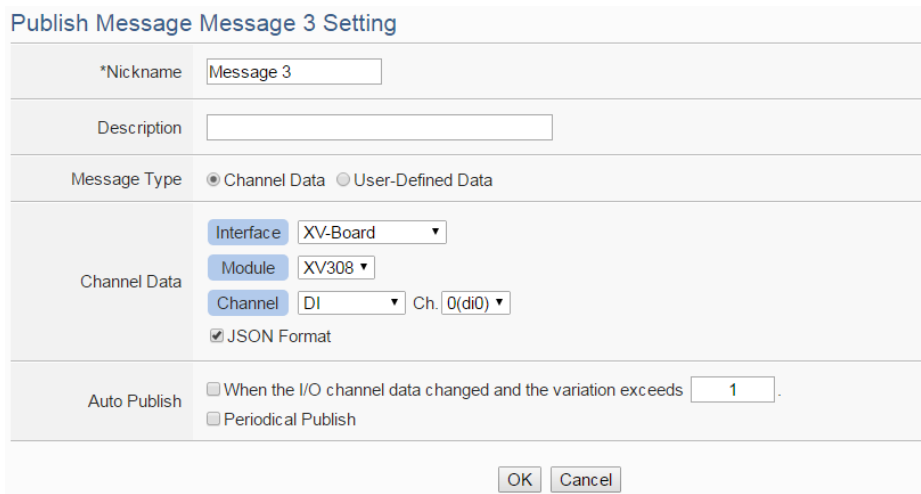 Publish Message Message 3 Setting
*Nickname Message 3
Description
Message Type Channel Data User-Defined Data
Interface XV-Board
Module XV308
Channel Data
Channel DI Ch. 0(di0)
JSON Format
When the I/O channel data changed and the variation exceeds 1 .
Auto Publish
Periodical Publish
OK Cancel